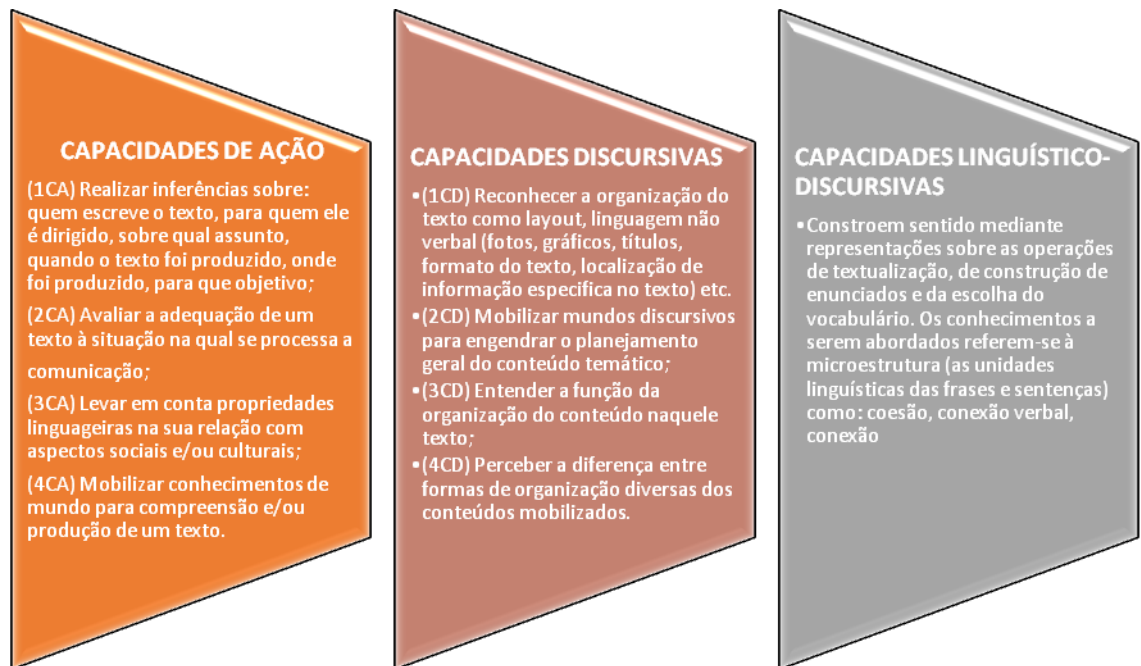 CAPACIDADES DE AÇÃO
(1CA) Realizar inferências sobre:
quem escreve o texto, para quem ele
é dirigido, sobre qual assunto,
quando o texto foi produzido, onde
foi produzido, para que objetivo;
(2CA) Avaliar a adequação de um
texto à situação na qual se processa a
comunicação;
(3CA) Levar em conta propriedades
linguageiras na sua relação com
aspectos sociais e/ou culturais;
(4CA) Mobilizar conhecimentos de
mundo para compreensão e/ou
produção de um texto.
CAPACIDADES DISCURSIVAS
•(1CD) Reconhecer a organização do
texto como layout, linguagem não
verbal (fotos, gráficos, títulos,
formato do texto, localização de
informação específica no texto) etc.
•(2CD) Mobilizar mundos discursivos
para engendrar o planejamento
geral do conteúdo temático;
•(3CD) Entender a função da
organização do conteúdo naquele
texto;
•(4CD) Perceber a diferença entre
formas de organização diversas dos
conteúdos mobilizados.
CAPACIDADES LINGUÍSTICO-
DISCURSIVAS
•Constroem sentido mediante
representações sobre as operações
de textualização, de construção de
enunciados e da escolha do
vocabulário. Os conhecimentos a
serem abordados referem-se à
microestrutura (as unidades
linguísticas das frases e sentenças)
como: coesão, conexão verbal,
conexão